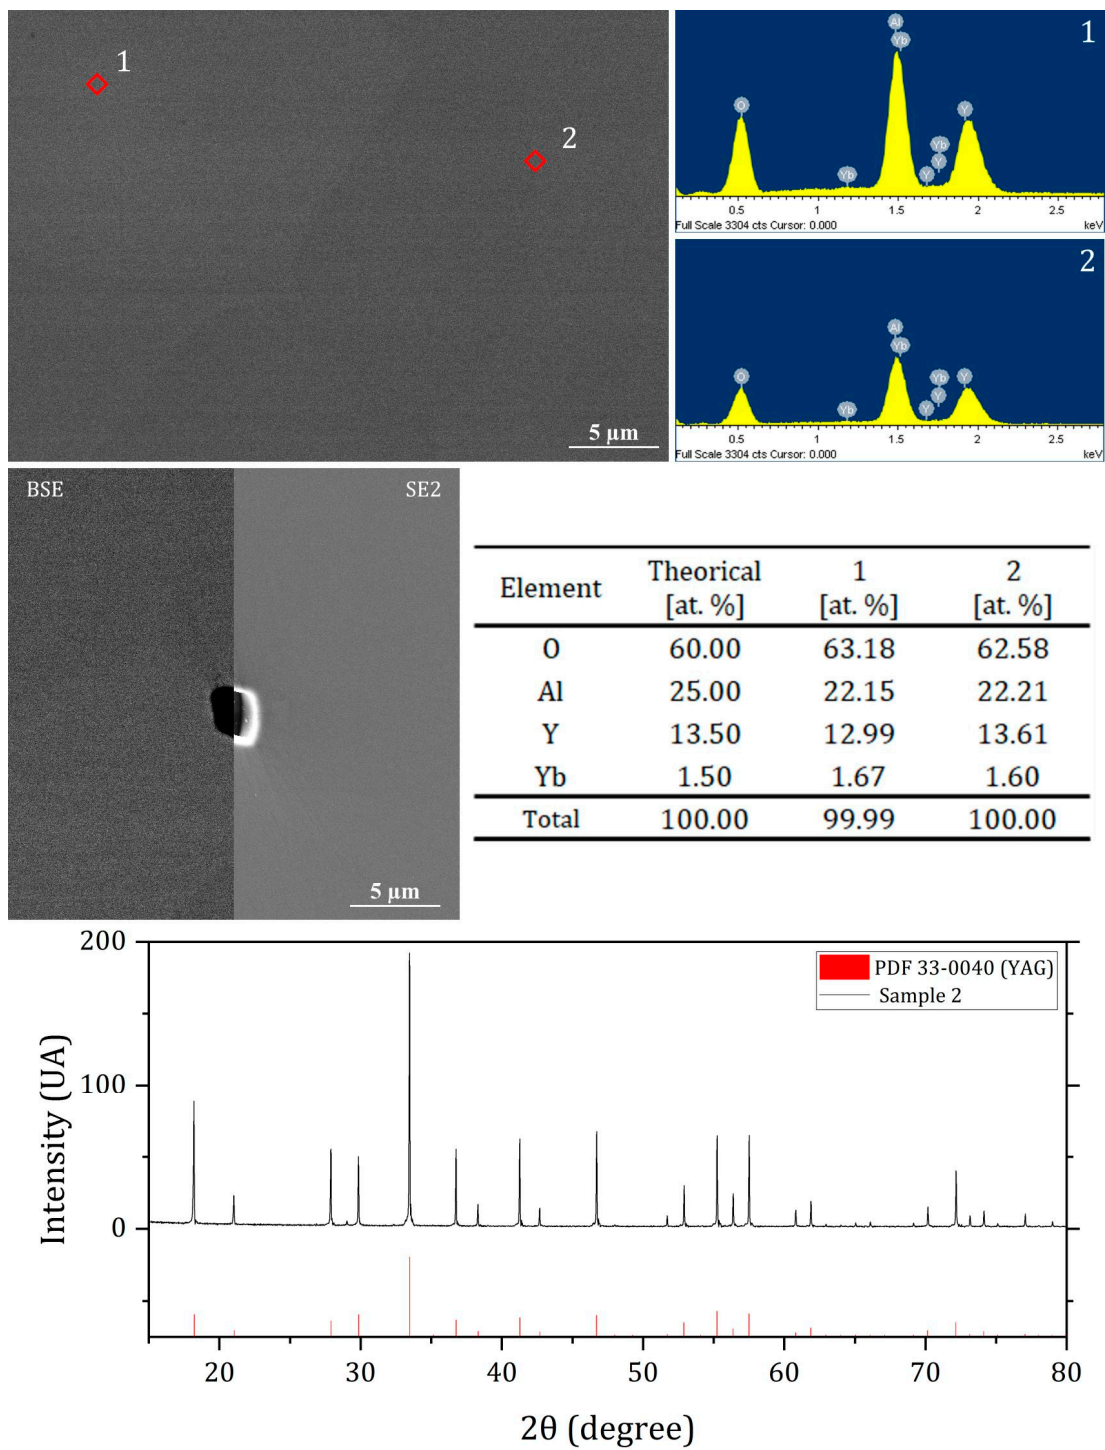 1
2
5 µm
1
Al
Yb
O
Y
Yb
Yb
Y
Y
0.5 1 1.5 2 2.5
Full Scale 3304 cts Cursor: 0.000 keV
2
Al
Yb
Yb
O
Y
Y
Yb
Y
0.5 1 1.5 2 2.5
Full Scale 3304 cts Cursor: 0.000 keV
BSE SE2
5 µm
Element Theorical [at. %] 1 [at. %] 2 [at. %]
O 60.00 63.18 62.58
Al 25.00 22.15 22.21
Y 13.50 12.99 13.61
Yb 1.50 1.67 1.60
Total 100.00 99.99 100.00
200
100
0
Intensity (UA)
PDF 33-0040 (YAG)
Sample 2
20 30 40 50 60 70 80
2θ (degree)